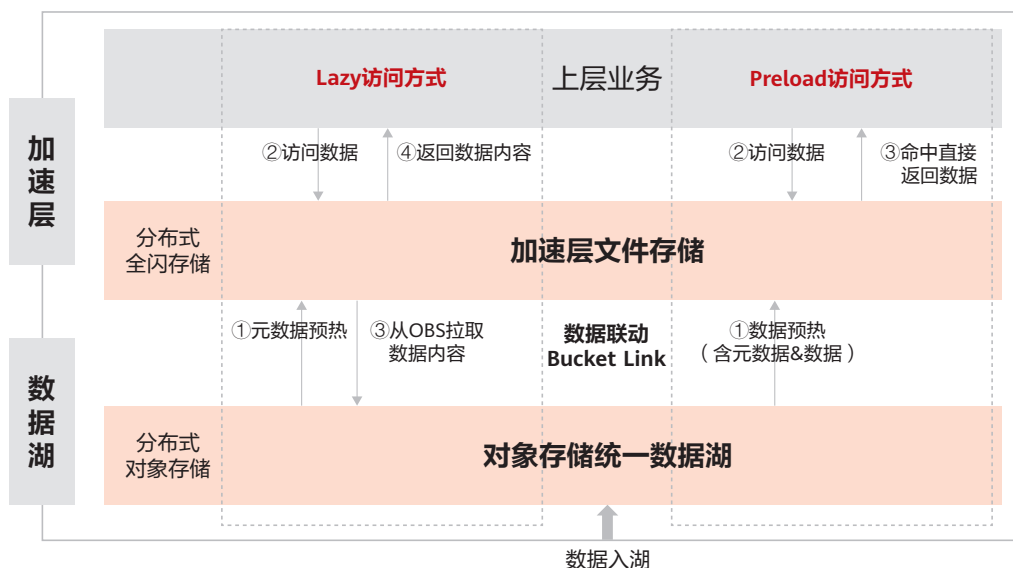 Lazy访问方式
上层业务
Preload访问方式
加速层
②访问数据
④返回数据内容
②访问数据
③命中直接
返回数据
分布式
全闪存储
加速层文件存储
①元数据预热
③从OBS拉取
数据内容
数据联动
Bucket Link
①数据预热
（含元数据&数据）
数据湖
分布式
对象存储
对象存储统一数据湖
数据入湖